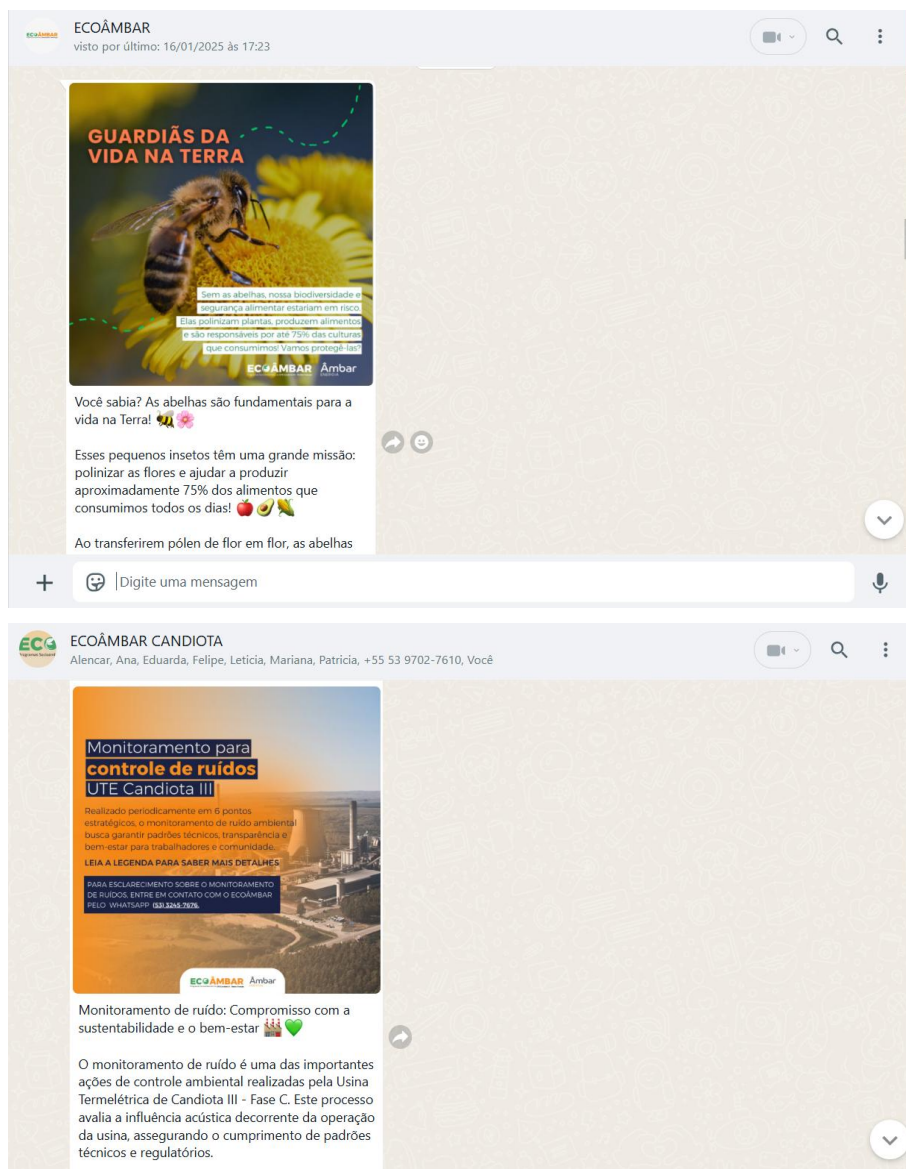 ECOÂMBAR
ECOÂMBAR
visto por último: 16/01/2025 às 17:23
GUARDIÃS DA
VIDA NA TERRA
Sem as abelhas, nossa biodiversidade e
segurança alimentar estariam em risco.
Elas polinizam plantas, produzem alimentos
e são responsáveis por até 75% das culturas
que consumimos! Vamos protegê-las?
ECOÂMBAR Âmbar
Você sabia? As abelhas são fundamentais para a
vida na Terra! 🐝🌸
Esses pequenos insetos têm uma grande missão:
polinizar as flores e ajudar a produzir
aproximadamente 75% dos alimentos que
consumimos todos os dias! 🍎🥑🌽
Ao transferirem pólen de flor em flor, as abelhas
Digite uma mensagem
ECO
ECOÂMBAR CANDIOTA
Alencar, Ana, Eduarda, Felipe, Leticia, Mariana, Patricia, +55 53 9702-7610, Você
Monitoramento para
controle de ruídos
UTE Candiota III
Realizado periodicamente em 6 pontos
estratégicos, o monitoramento de ruído ambiental
busca garantir padrões técnicos, transparência e
bem-estar para trabalhadores e comunidade.
LEIA A LEGENDA PARA SABER MAIS DETALHES
PARA ESCLARECIMENTO SOBRE O MONITORAMENTO
DE RUÍDOS, ENTRE EM CONTATO COM O ECOÂMBAR
PELO WHATSAPP (53) 3245-7676.
ECOÂMBAR Âmbar
Monitoramento de ruído: Compromisso com a
sustentabilidade e o bem-estar 🏭💚
O monitoramento de ruído é uma das importantes
ações de controle ambiental realizadas pela Usina
Termelétrica de Candiota III - Fase C. Este processo
avalia a influência acústica decorrente da operação
da usina, assegurando o cumprimento de padrões
técnicos e regulatórios.